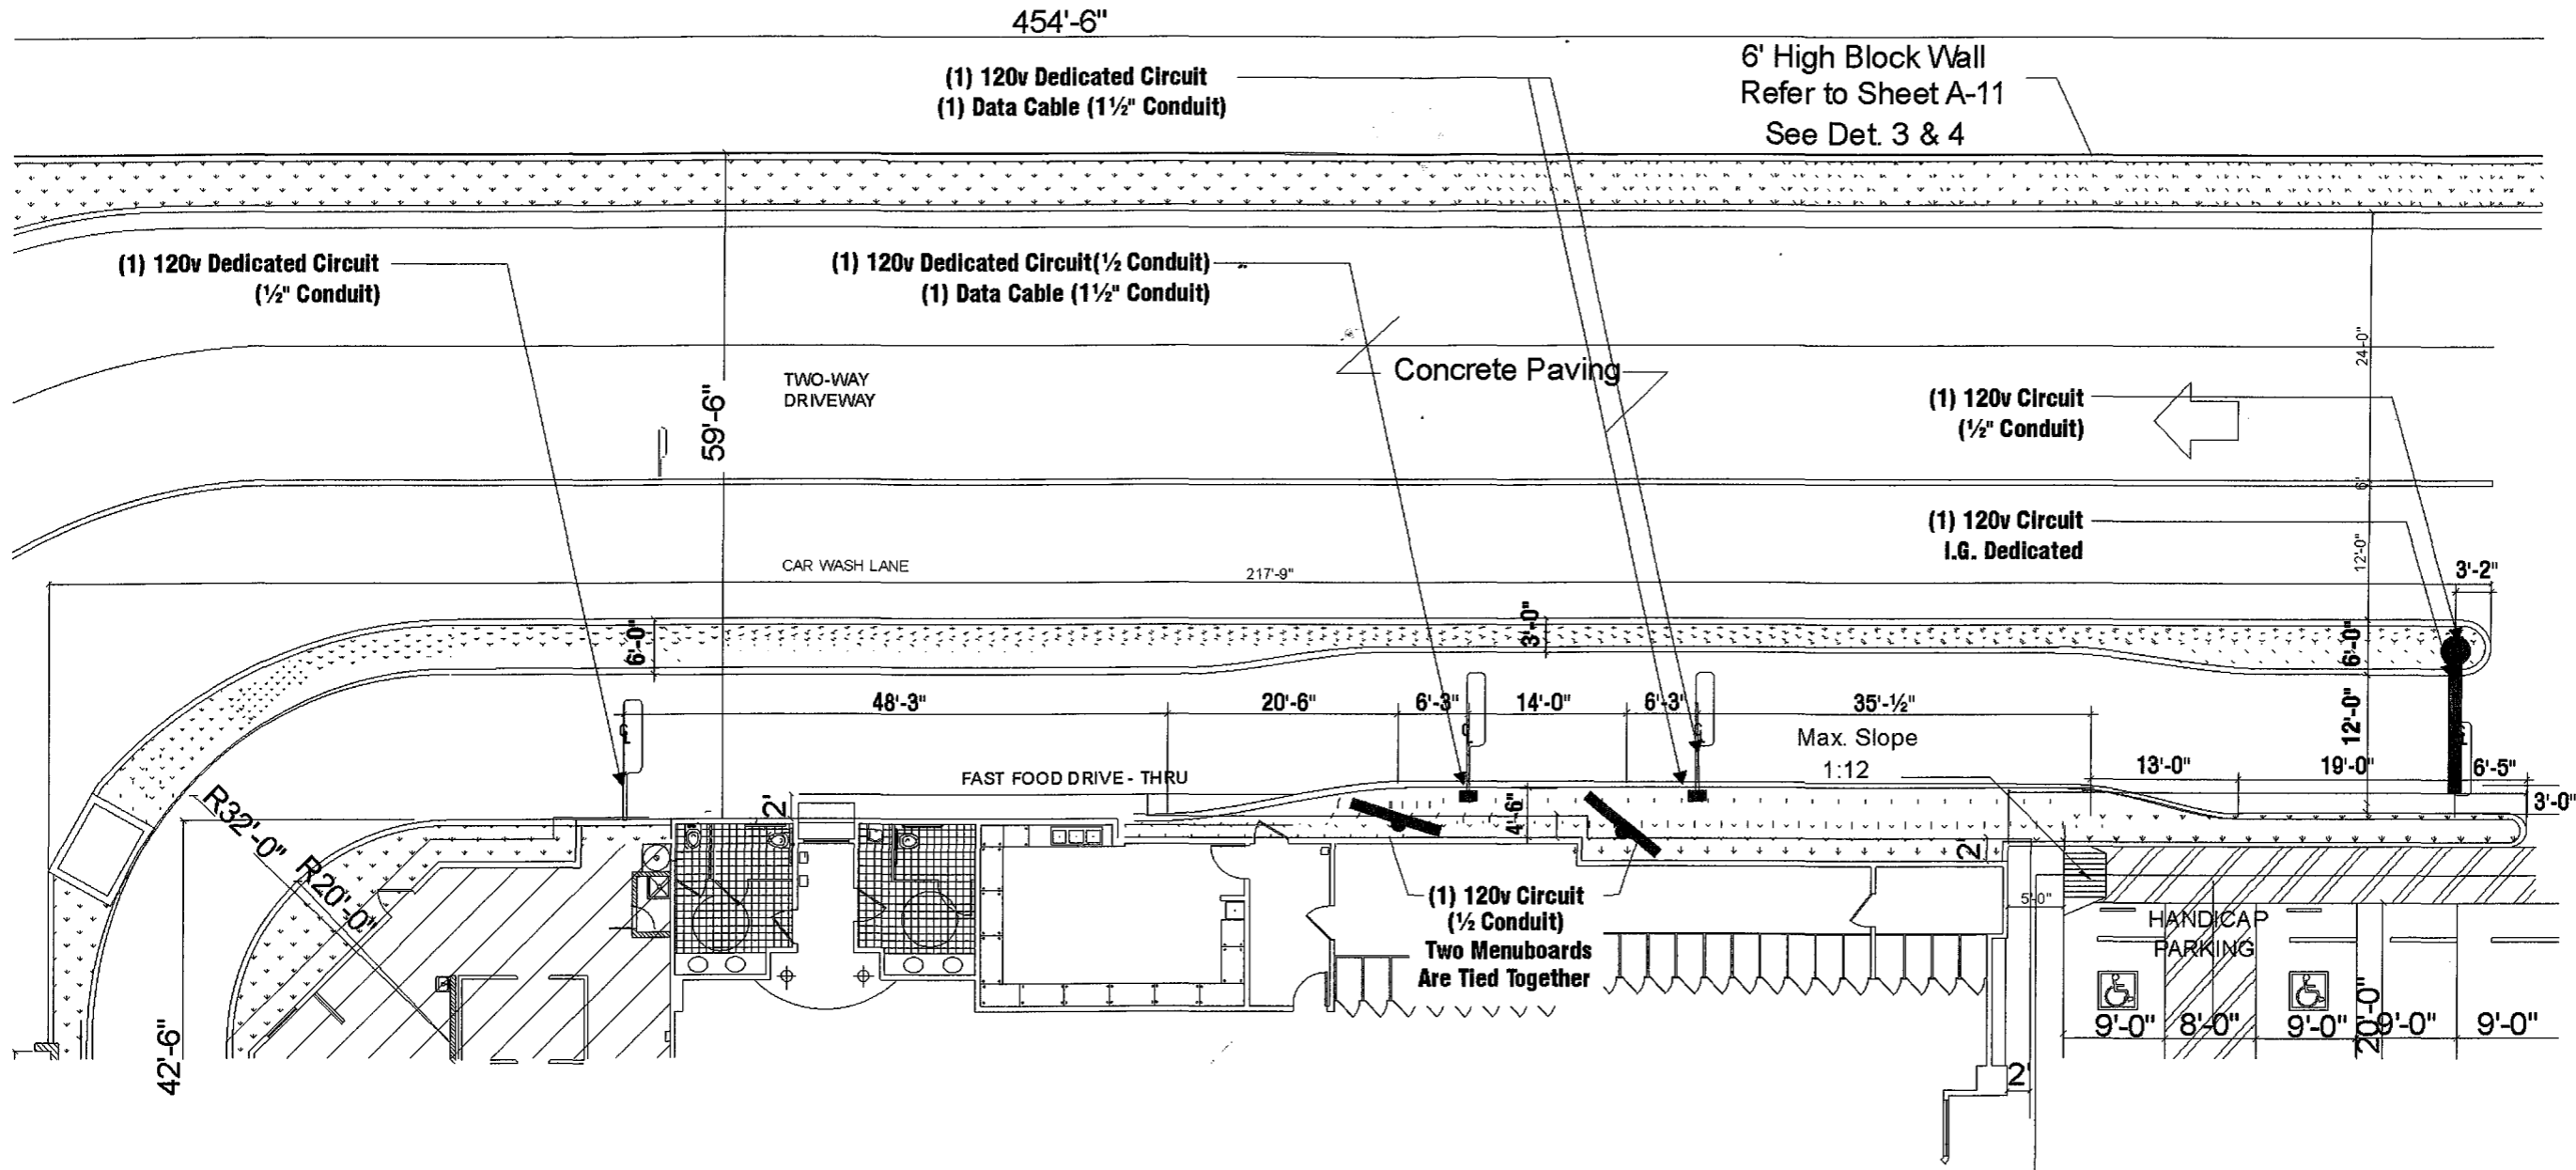 454'-6"
(1) 120v Dedicated Circuit
(1) Data Cable (1½" Conduit)
6' High Block Wall
Refer to Sheet A-11
See Det. 3 & 4
(1) 120v Dedicated Circuit
(½" Conduit)
(1) 120v Dedicated Circuit(½ Conduit)
(1) Data Cable (1½" Conduit)
24'-0"
Concrete Paving
TWO-WAY
DRIVEWAY
59'-6"
(1) 120v Circuit
(½" Conduit)
6'
(1) 120v Circuit
I.G. Dedicated
12'-0"
CAR WASH LANE
217'-9"
3'-2"
6'-0"
3'-0"
6'-0"
48'-3"
20'-6"
6'-3"
14'-0"
6'-3"
35'-½"
12'-0"
Max. Slope
1:12
FAST FOOD DRIVE - THRU
13'-0"
19'-0"
6'-5"
3'-0"
R32'-0"
2'
4'-6"
2'
R20'-0"
(1) 120v Circuit
(½ Conduit)
Two Menuboards
Are Tied Together
5'-0"
HANDICAP
PARKING
42'-6"
9'-0"
8'-0"
9'-0"
20'-0"
9'-0"
9'-0"
2'